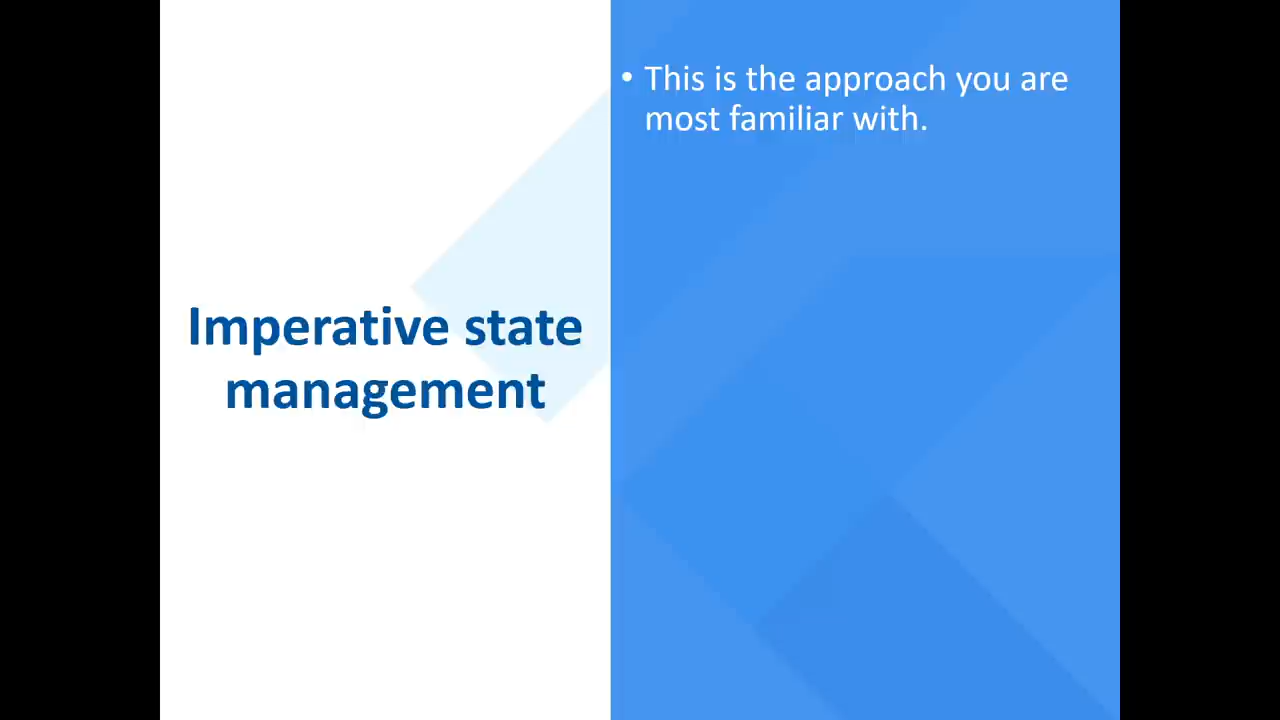 Imperative state
management
• This is the approach you are
most familiar with.